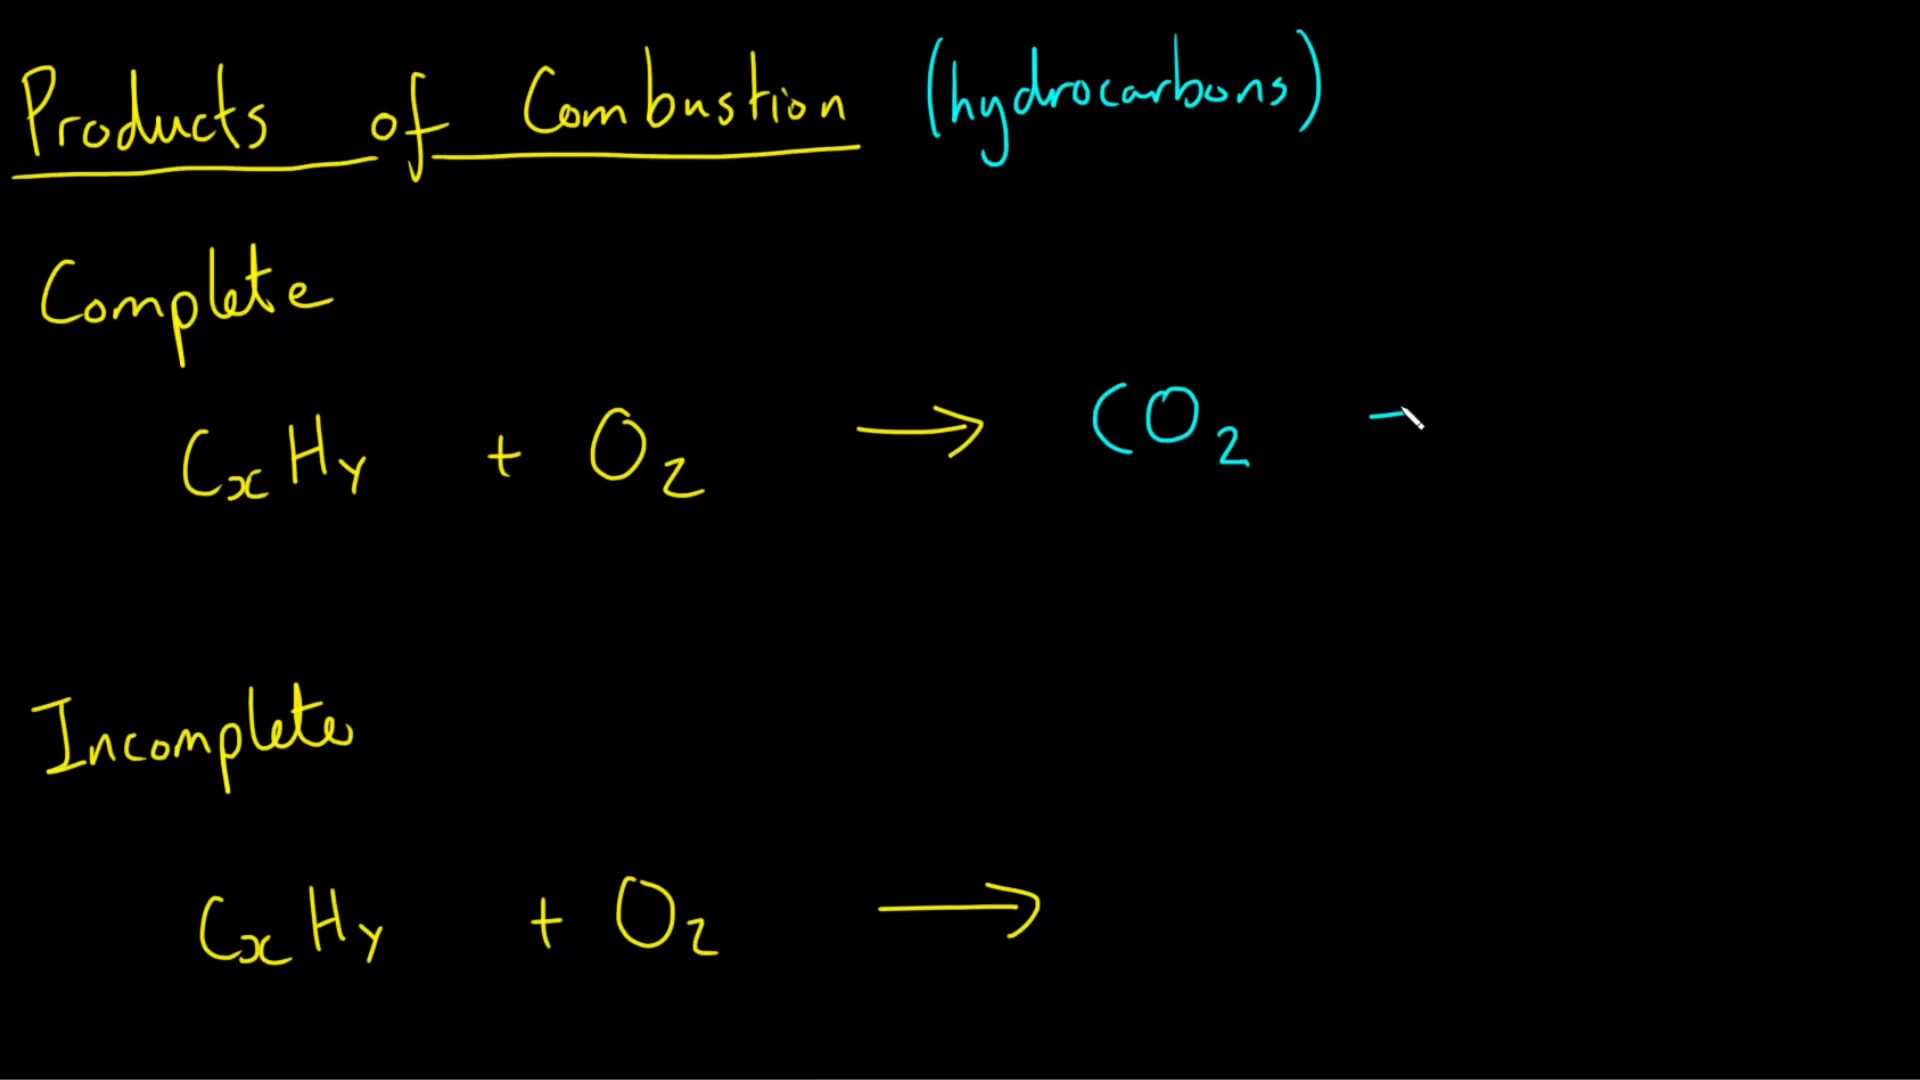 Products of Combustion (hydrocarbons)
Complete
CxHy + O2 → CO2 -
Incomplete
CxHy + O2 →